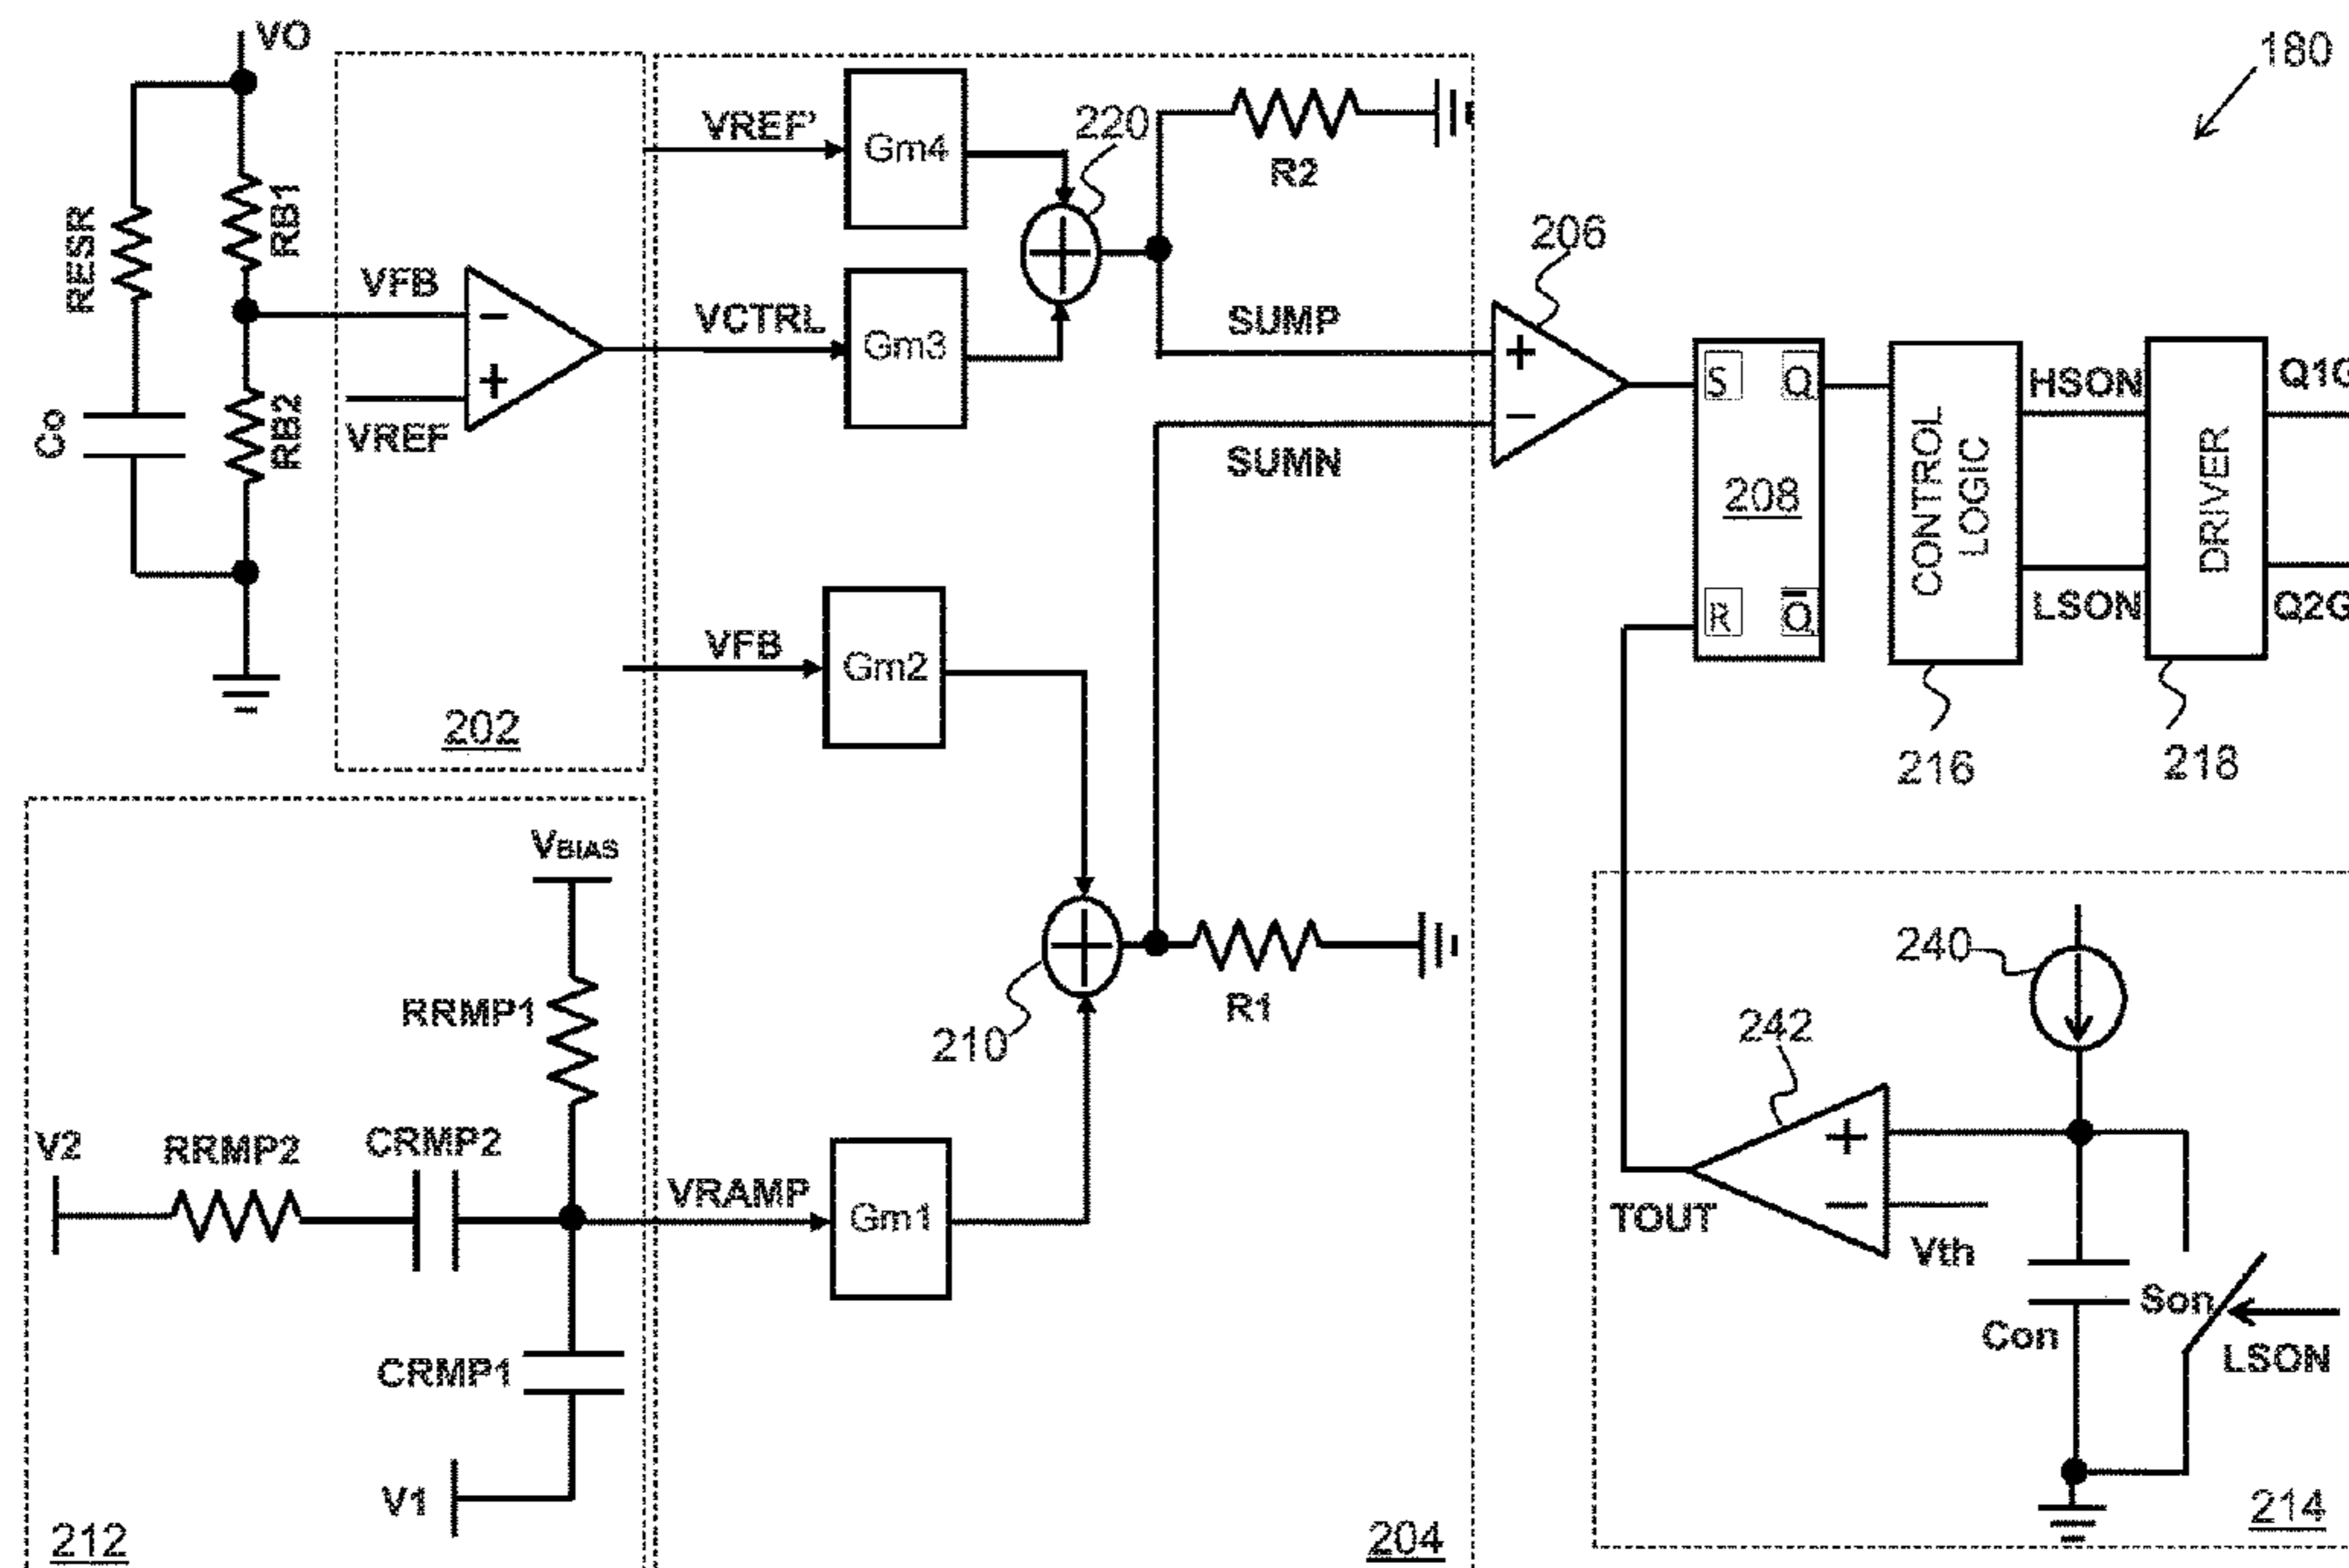 VO
180
RESR
RB1
Co
RB2
VFB
VREF
202
VREF'
Gm4
220
R2
VCTRL
Gm3
SUMP
206
SUMN
VFB
Gm2
210
R1
S
Q
208
R
Q
CONTROL
LOGIC
216
HSON
LSON
DRIVER
218
Q1G
Q2G
VBIAS
RRMP1
V2
RRMP2
CRMP2
VRAMP
Gm1
CRMP1
V1
212
204
240
242
TOUT
Vth
Con
Son
LSON
214